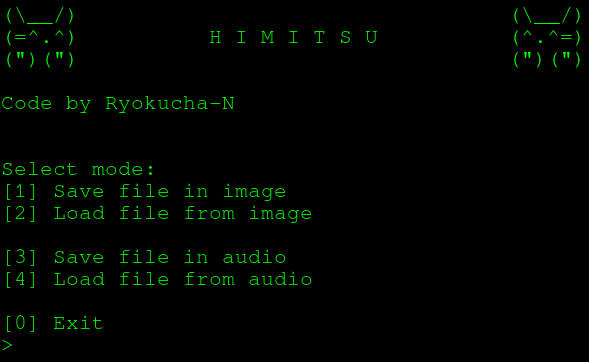 (\__/) (\__/)
(=^.^) H I M I T S U (^.^=)
(")(") (")(")
Code by Ryokucha-N
Select mode:
[1] Save file in image
[2] Load file from image
[3] Save file in audio
[4] Load file from audio
[0] Exit
>